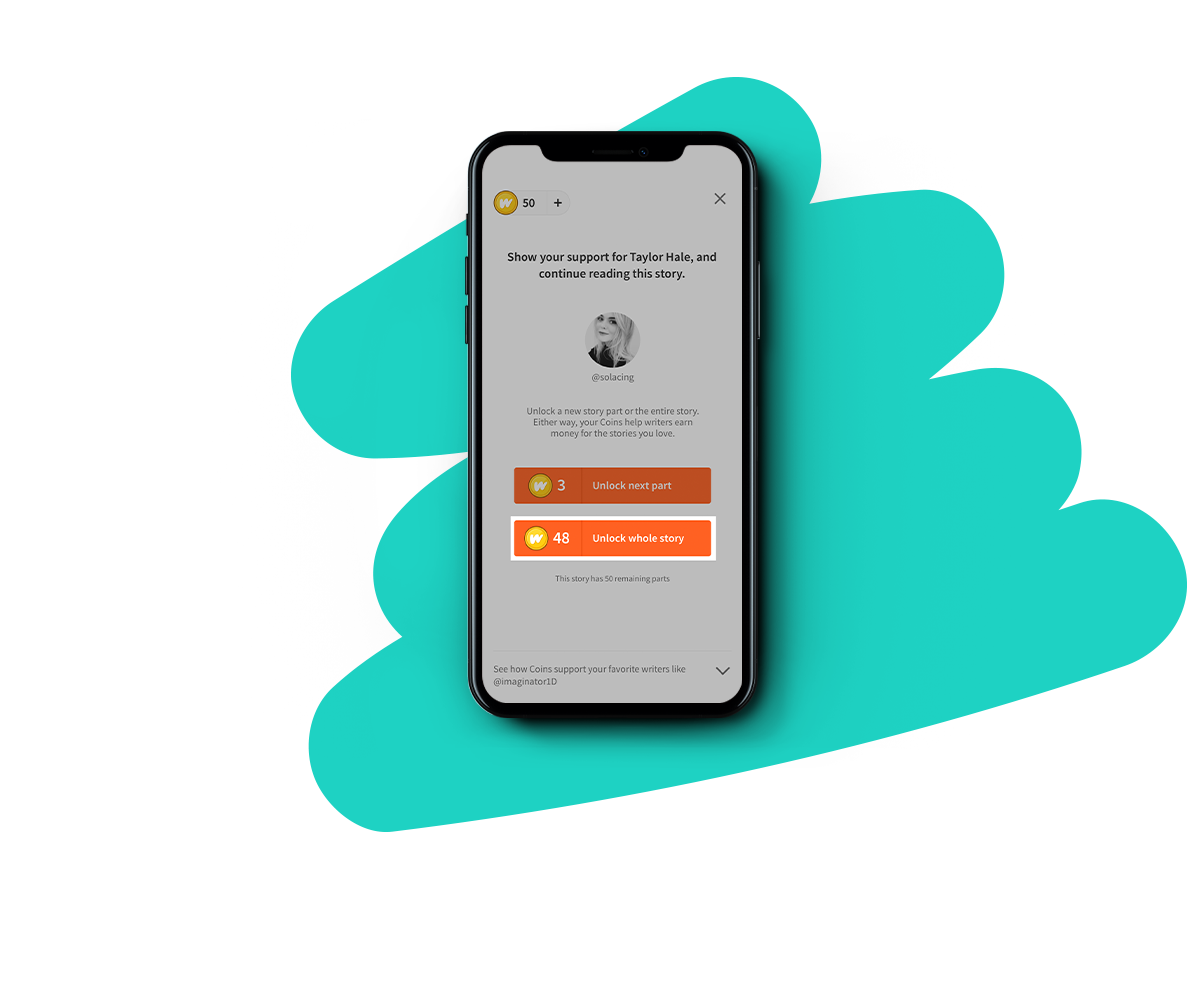 50 +
Show your support for Taylor Hale, and
continue reading this story.
@solacing
Unlock a new story part or the entire story.
Either way, your Coins help writers earn
money for the stories you love.
3 Unlock next part
48 Unlock whole story
This story has 50 remaining parts
See how Coins support your favorite writers like
@imaginator1D